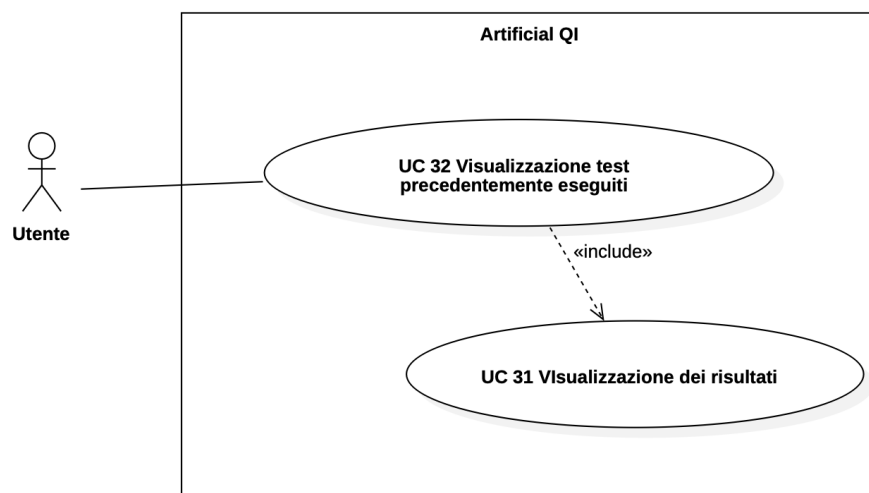 Artificial QI
UC 32 Visualizzazione test
precedentemente eseguiti
Utente
«include»
UC 31 VIsualizzazione dei risultati